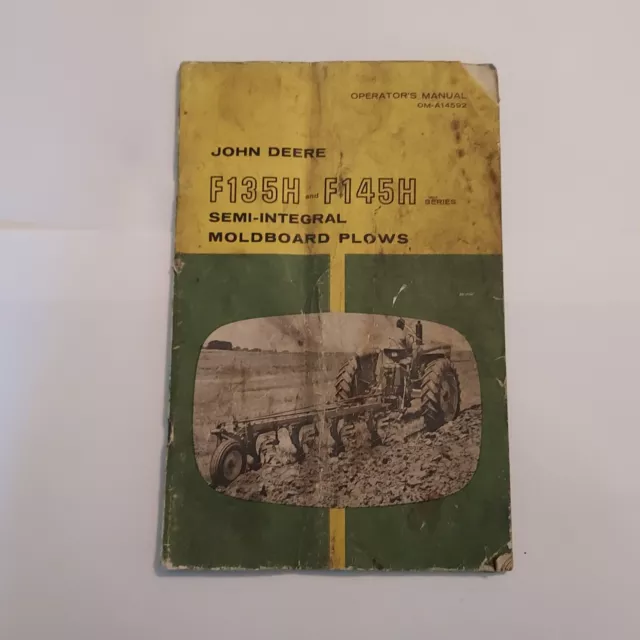 OPERATOR'S MANUAL
OM-A14592
JOHN DEERE
F135H and F145H
SERIES
SEMI-INTEGRAL
MOLDBOARD PLOWS